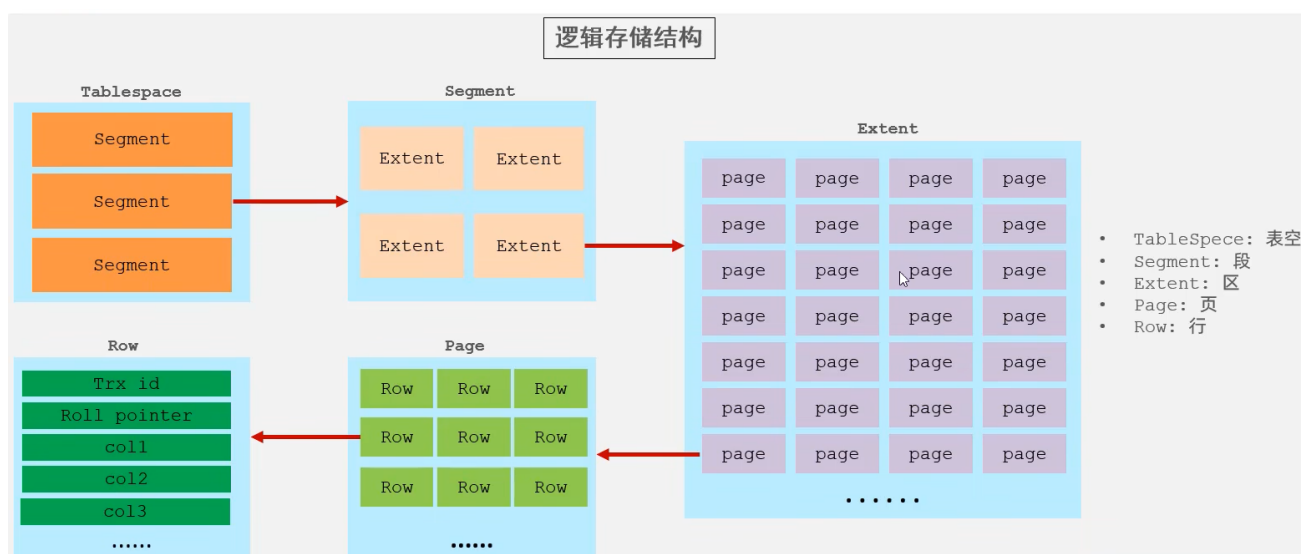 逻辑存储结构
Tablespace
Segment
Segment
Segment
Segment
Extent Extent
Extent Extent
Extent
page page page page
page page page page
page page page page
page page page page
page page page page
page page page page
page page page page
......
• TableSpece: 表空
• Segment: 段
• Extent: 区
• Page: 页
• Row: 行
Row
Trx id
Roll pointer
col1
col2
col3
......
Page
Row Row Row
Row Row Row
Row Row Row
......